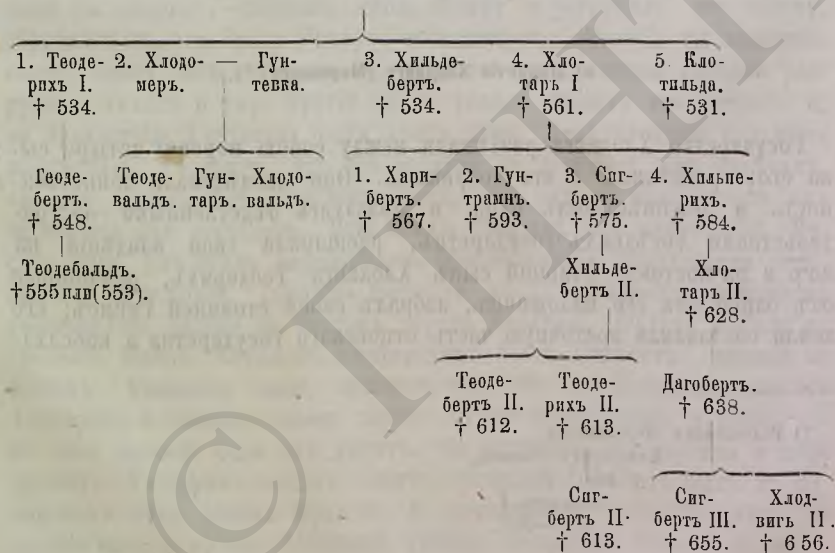 1. Теоде- 2. Хлодо- — Гун- 3. Хильде- 4. Хло- 5. Кло-
рихъ I. меръ. тевка. бертъ. таръ I тильда.
† 534. † 534. † 561. † 531.
Теоде- Теоде- Гун- Хлодо- 1. Хари- 2. Гун- 3. Сиг- 4. Хильпе-
бертъ. вальдъ. таръ. вальдъ. бертъ. трамнъ. бертъ. рихъ.
† 548. † 567. † 593. † 575. † 584.
Теодебальдъ. Хильде- Хло-
†555 или (553). бертъ II. таръ II.
† 628.
Теоде- Теоде- Дагобертъ.
бертъ II. рихъ II. † 638.
† 612. † 613.
Сиг- Сиг- Хлод-
бертъ II. бертъ III. вигъ II.
† 613. † 655. † 656.